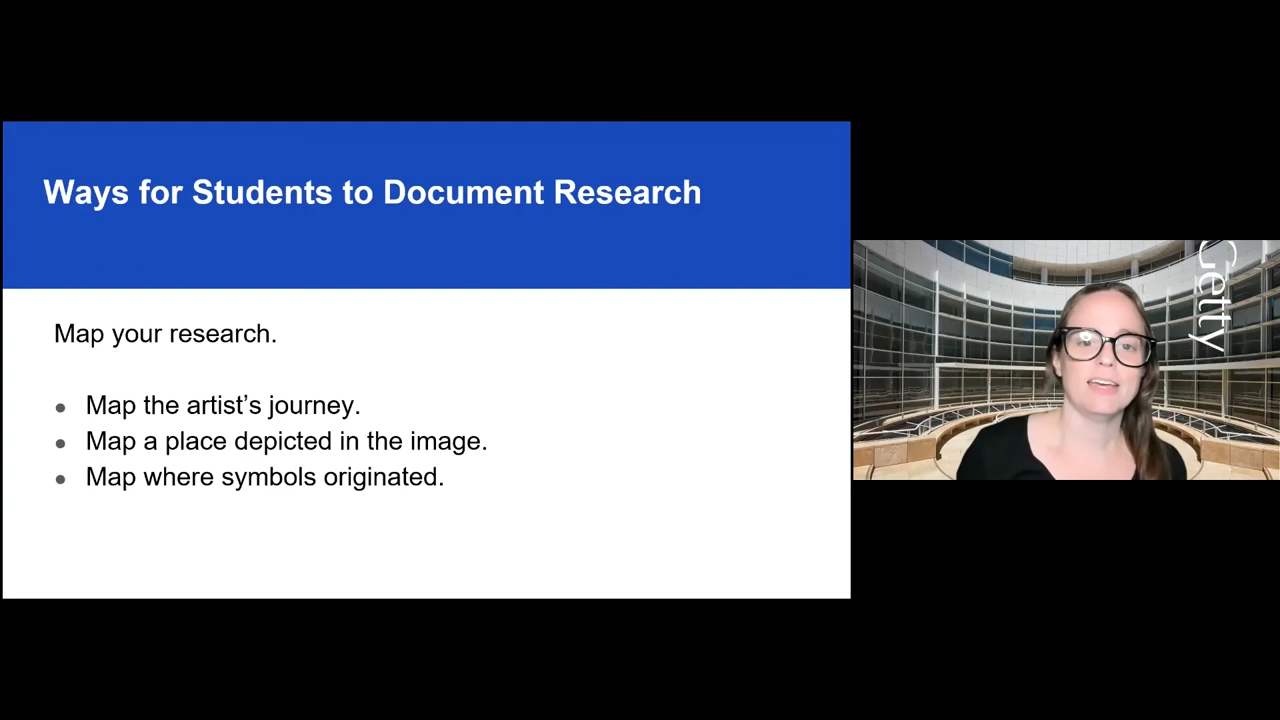 Ways for Students to Document Research
Map your research.
● Map the artist’s journey.
● Map a place depicted in the image.
● Map where symbols originated.
Getty